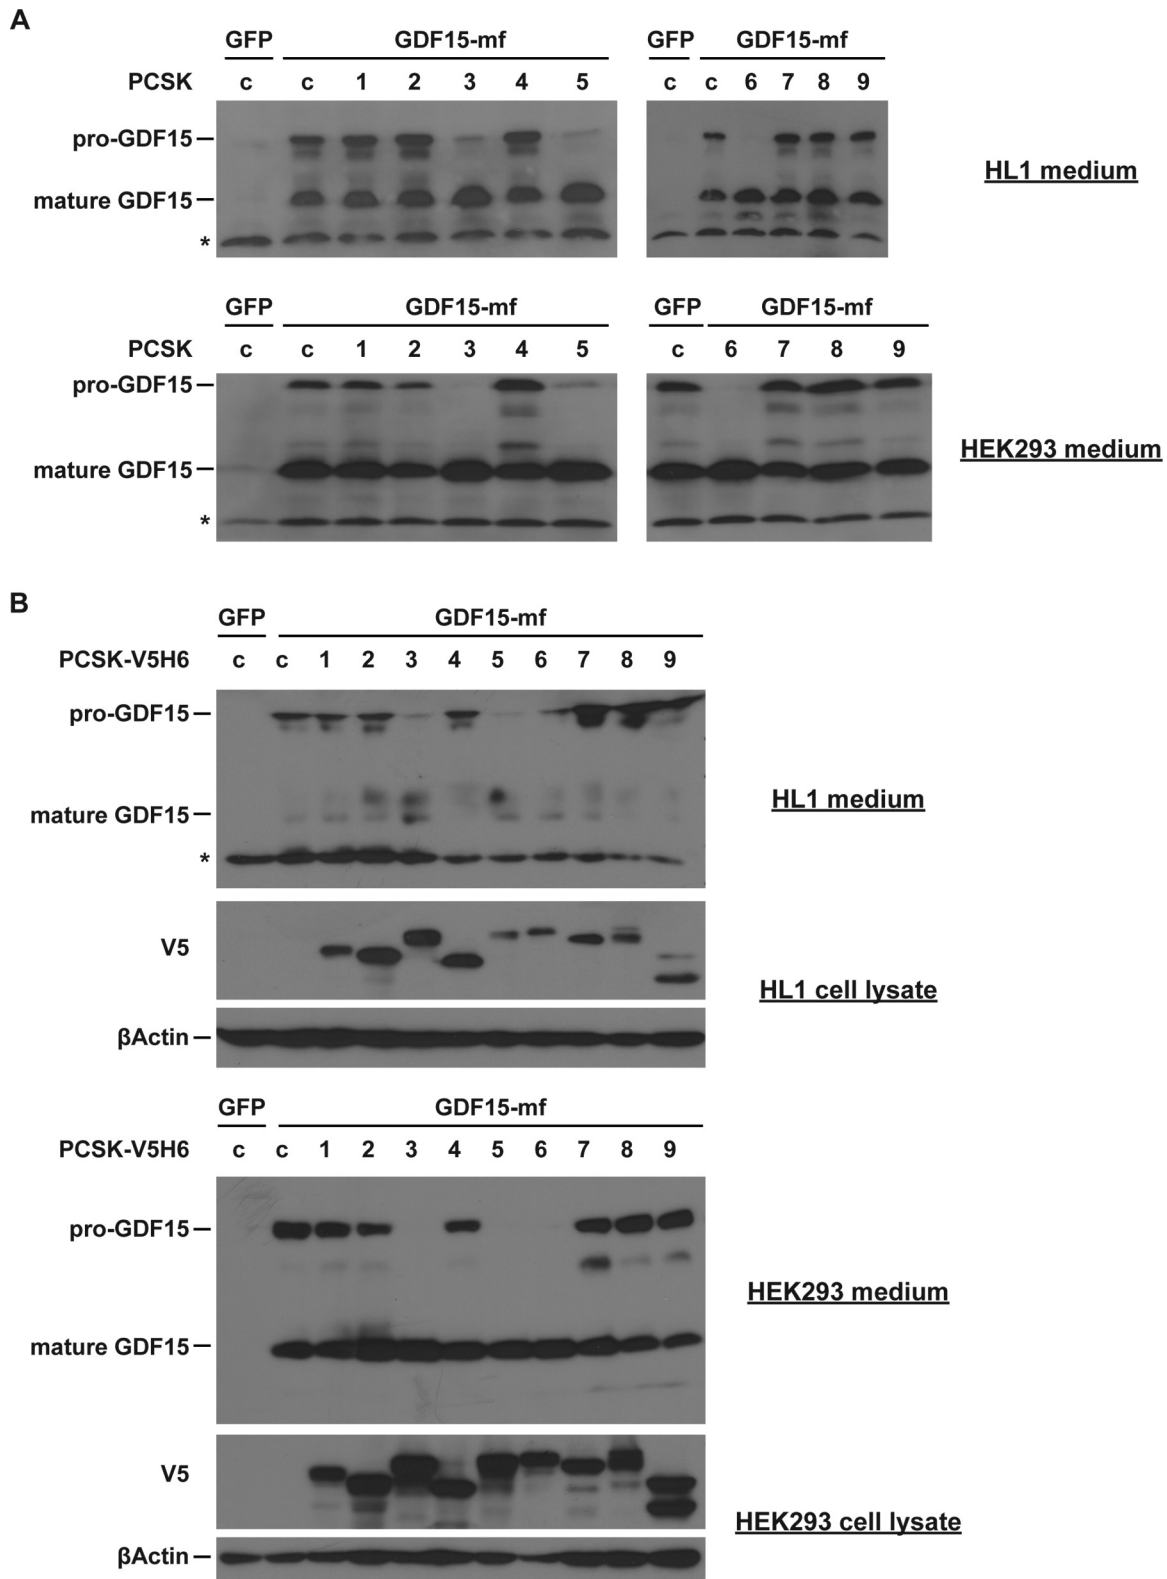 A
GFP GDF15-mf GFP GDF15-mf
PCSK c c 1 2 3 4 5 c c 6 7 8 9
pro-GDF15
mature GDF15
*
HL1 medium
GFP GDF15-mf GFP GDF15-mf
PCSK c c 1 2 3 4 5 c 6 7 8 9
pro-GDF15
mature GDF15
*
HEK293 medium
B
GFP GDF15-mf
PCSK-V5H6 c c 1 2 3 4 5 6 7 8 9
pro-GDF15
mature GDF15
*
HL1 medium
V5
βActin
HL1 cell lysate
GFP GDF15-mf
PCSK-V5H6 c c 1 2 3 4 5 6 7 8 9
pro-GDF15
mature GDF15
HEK293 medium
V5
βActin
HEK293 cell lysate